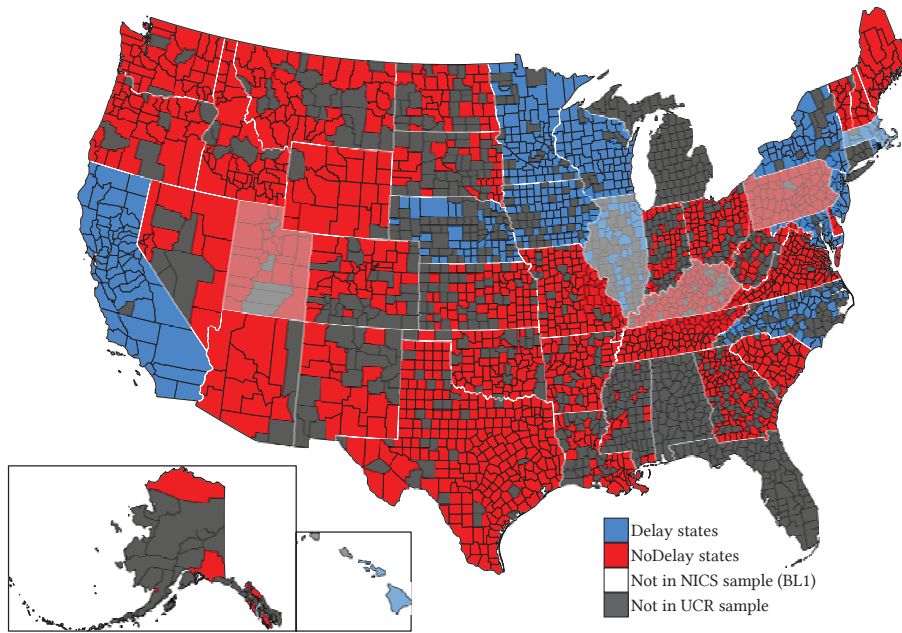 Delay states
NoDelay states
Not in NICS sample (BL1)
Not in UCR sample